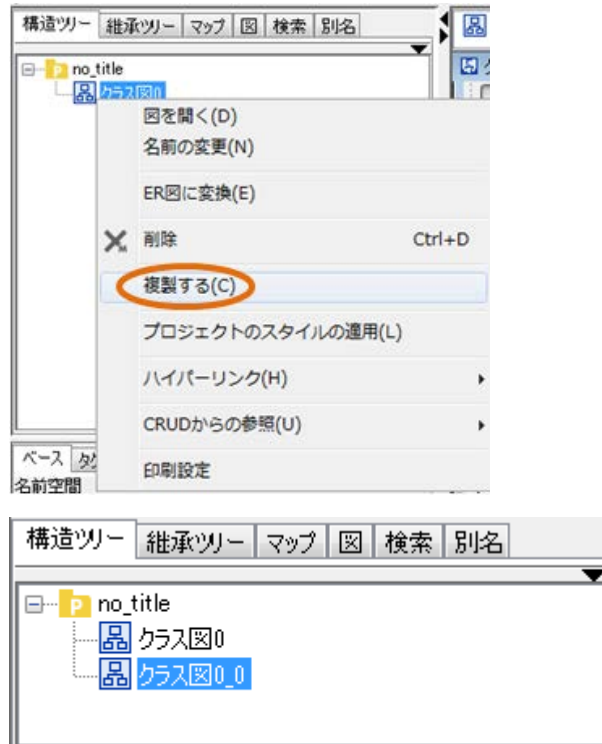 構造ツリー 継承ツリー マップ 図 検索 別名
no_title
クラス図0
図を開く(D)
名前の変更(N)
ER図に変換(E)
削除 Ctrl+D
複製する(C)
プロジェクトのスタイルの適用(L)
ハイパーリンク(H)
CRUDからの参照(U)
印刷設定
ベース
名前空間
構造ツリー 継承ツリー マップ 図 検索 別名
no_title
クラス図0
クラス図0_0